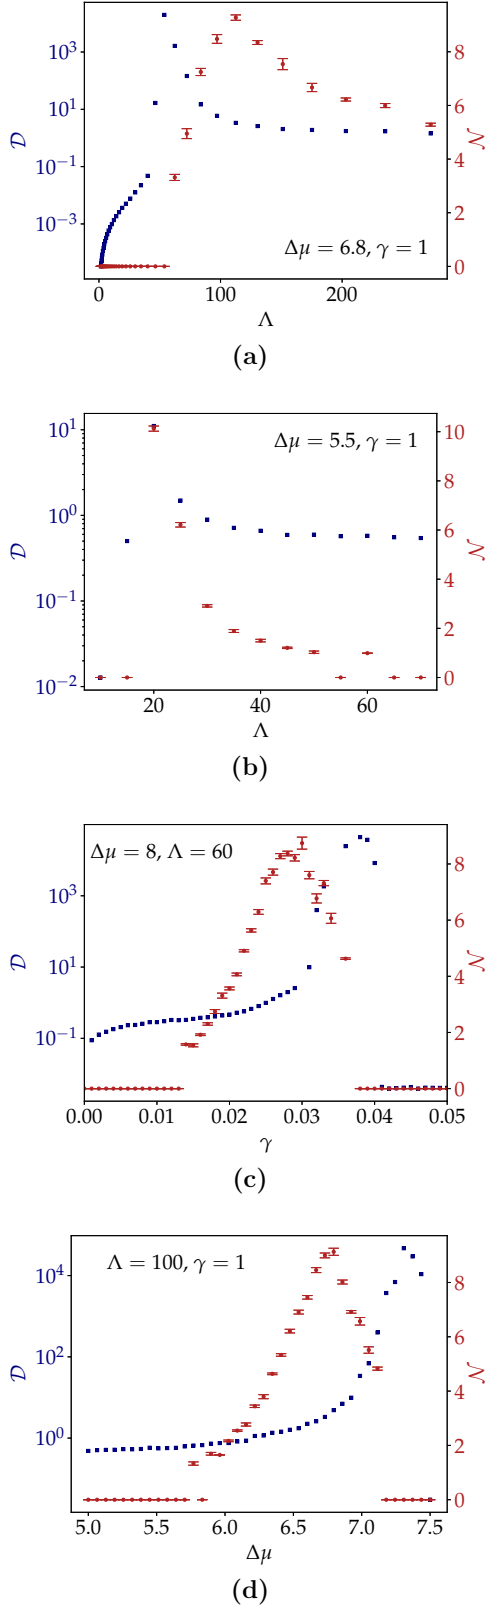 10^5
10^3
10^1
10^-1
10^-3
𝒟
8
6
4
2
0
𝒩
Δμ = 6.8, γ = 1
0 100 200
Λ
(a)
10^1
10^0
10^-1
10^-2
𝒟
10
8
6
4
2
0
𝒩
Δμ = 5.5, γ = 1
20 40 60
Λ
(b)
Δμ = 8, Λ = 60
10^3
10^1
10^-1
𝒟
8
6
4
2
0
𝒩
0.00 0.01 0.02 0.03 0.04 0.05
γ
(c)
Λ = 100, γ = 1
10^4
10^2
10^0
𝒟
8
6
4
2
0
𝒩
5.0 5.5 6.0 6.5 7.0 7.5
Δμ
(d)